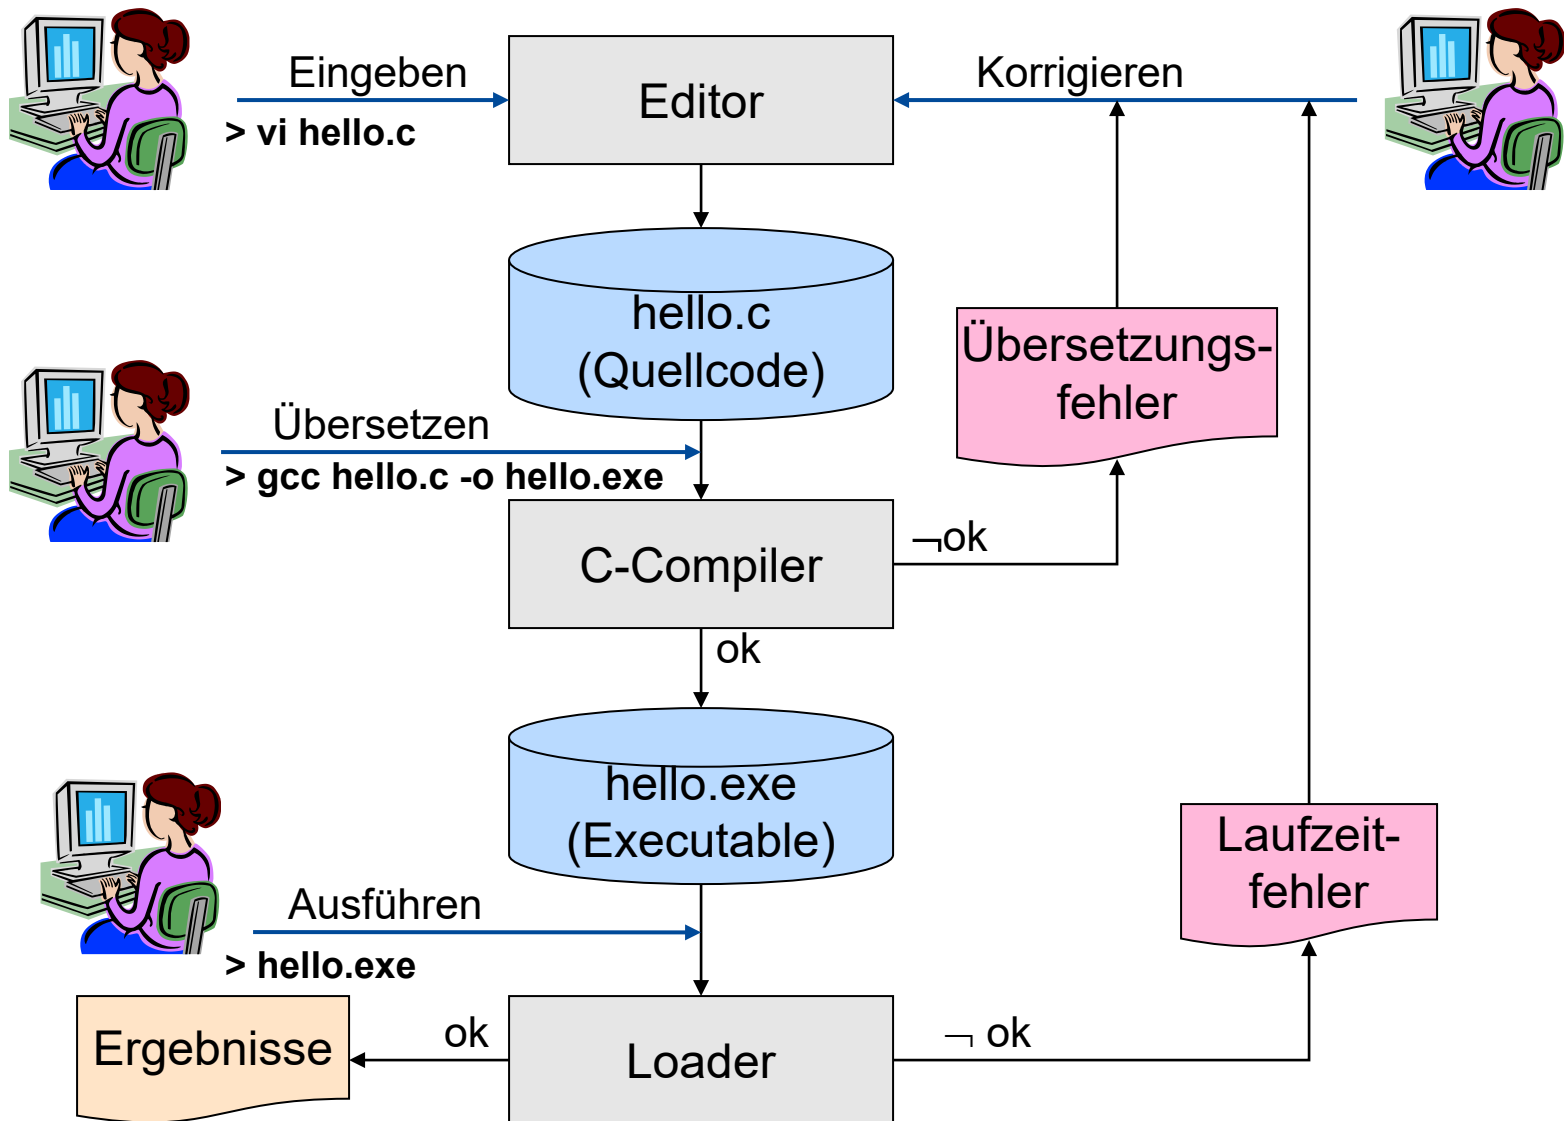 Eingeben
> vi hello.c
Editor
Korrigieren
hello.c
(Quellcode)
Übersetzungs-
fehler
Übersetzen
> gcc hello.c -o hello.exe
C-Compiler
¬ok
ok
hello.exe
(Executable)
Laufzeit-
fehler
Ausführen
> hello.exe
Ergebnisse
ok
Loader
¬ ok